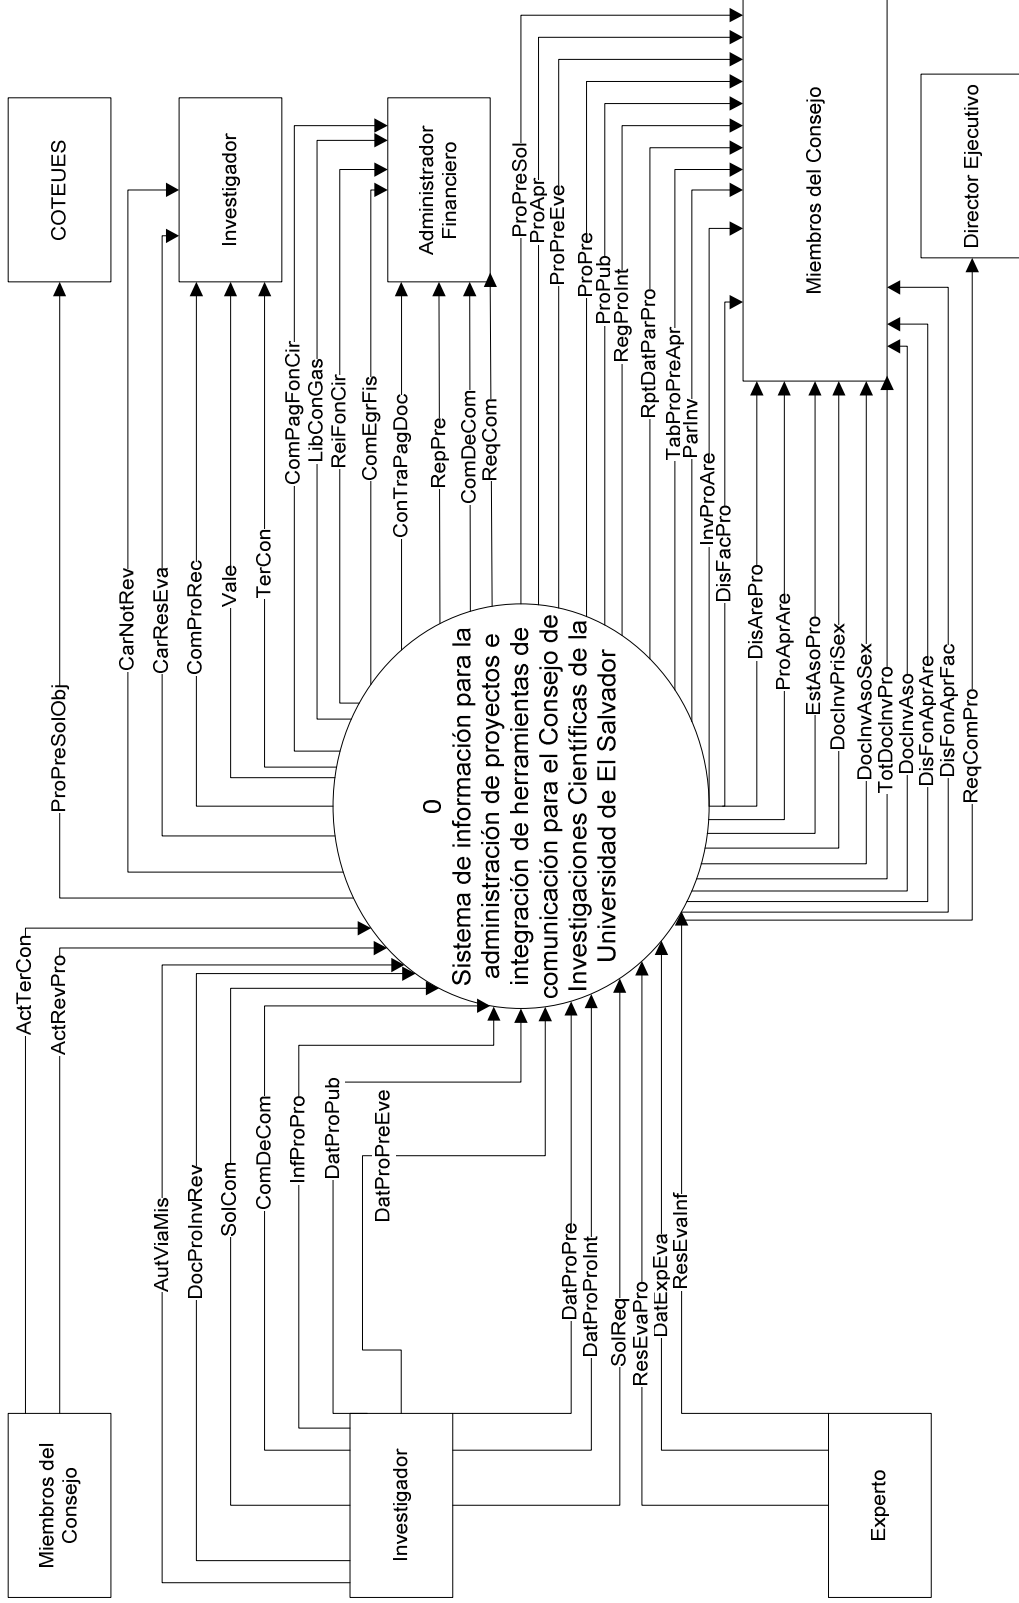 Miembros del
Consejo
Investigador
Experto
ActTerCon
ActRevPro
AutViaMis
DocProInvRev
SolCom
ComDeCom
InfProPro
DatProPub
DatProPreEve
DatProPre
DatProProInt
SolReq
ResEvaPro
DatExpEva
ResEvaInf
0
Sistema de información para la
administración de proyectos e
integración de herramientas de
comunicación para el Consejo de
Investigaciones Científicas de la
Universidad de El Salvador
ProPreSolObj
CarNotRev
CarResEva
ComProRec
Vale
TerCon
ComPagFonCir
LibConGas
ReiFonCir
ComEgrFis
ConTraPagDoc
RepPre
ComDeCom
ReqCom
ProPreSol
ProApr
ProPreEve
ProPre
ProPub
RegProInt
RptDatParPro
TabProPreApr
ParInv
InvProAre
DisFacPro
DisArePro
ProAprAre
EstAsoPro
DocInvPriSex
DocInvAsoSex
TotDocInvPro
DocInvAso
DisFonAprAre
DisFonAprFac
ReqComPro
COTEUES
Investigador
Administrador
Financiero
Miembros del Consejo
Director Ejecutivo